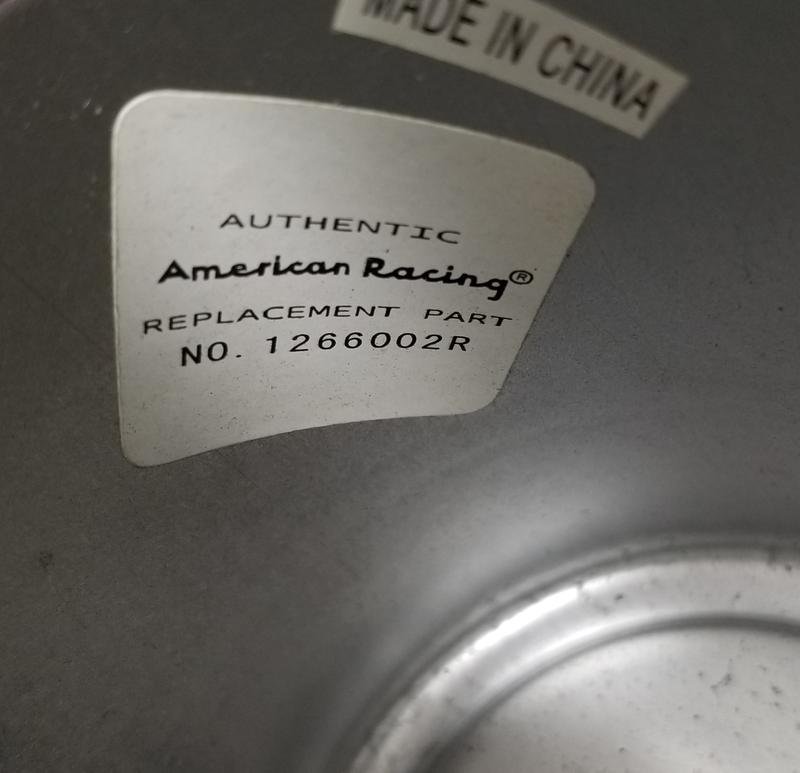 MADE IN CHINA
AUTHENTIC
American Racing®
REPLACEMENT PART
NO. 1266002R